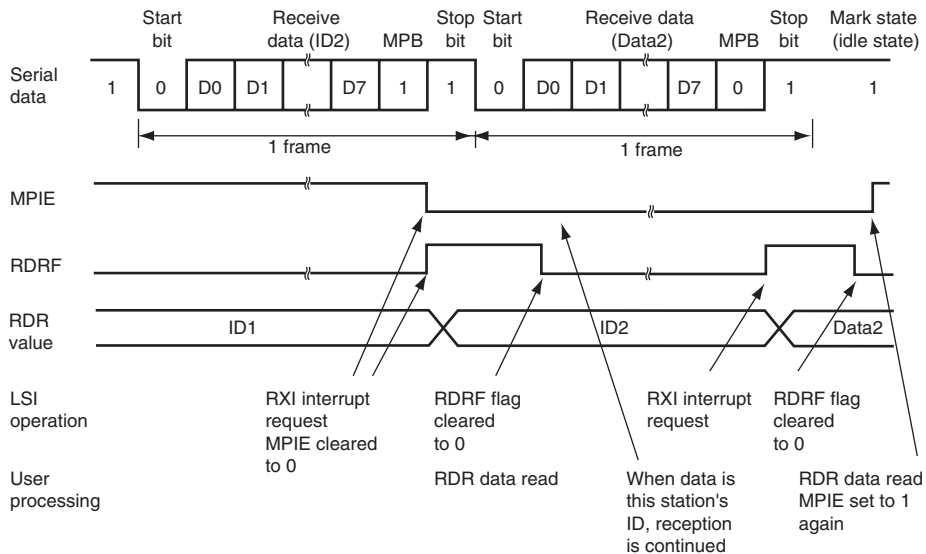 Start bit
Receive data (ID2)
MPB
Stop bit
Start bit
Receive data (Data2)
MPB
Stop bit
Mark state (idle state)
Serial data
1 0 D0 D1 D7 1 1 0 D0 D1 D7 0 1 1
1 frame
1 frame
MPIE
RDRF
RDR value
ID1
ID2
Data2
LSI operation
RXI interrupt
request
MPIE cleared
to 0
RDRF flag
cleared
to 0
RXI interrupt
request
RDRF flag
cleared
to 0
User processing
RDR data read
When data is
this station's
ID, reception
is continued
RDR data read
MPIE set to 1
again